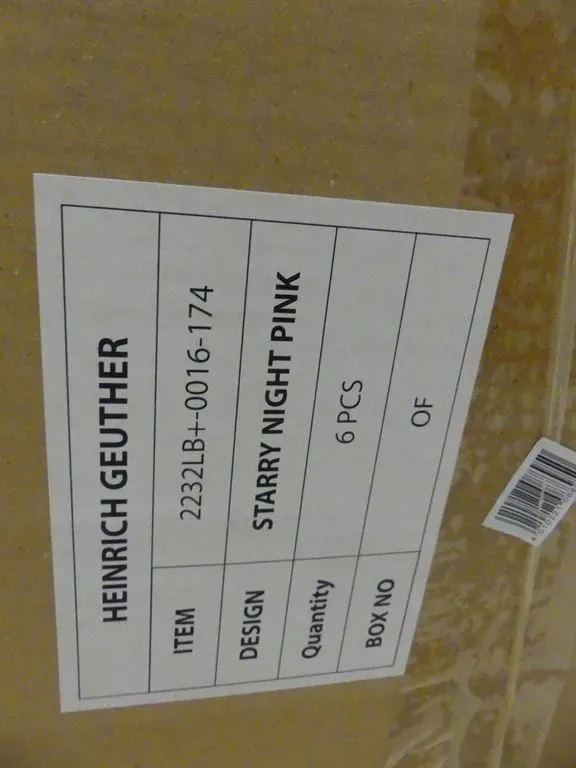 HEINRICH GEUTHER
ITEM 2232LB+-0016-174
DESIGN STARRY NIGHT PINK
Quantity 6 PCS
BOX NO OF